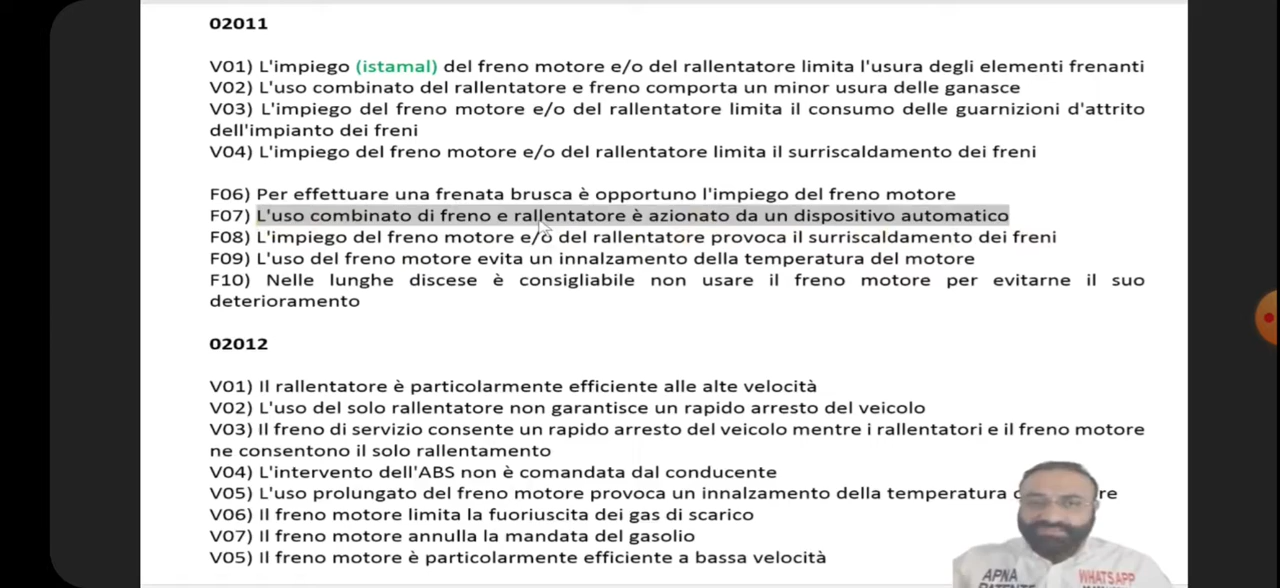 02011
V01) L'impiego (istamal) del freno motore e/o del rallentatore limita l'usura degli elementi frenanti
V02) L'uso combinato del rallentatore e freno comporta un minor usura delle ganasce
V03) L'impiego del freno motore e/o del rallentatore limita il consumo delle guarnizioni d'attrito
dell'impianto dei freni
V04) L'impiego del freno motore e/o del rallentatore limita il surriscaldamento dei freni
F06) Per effettuare una frenata brusca è opportuno l'impiego del freno motore
F07) L'uso combinato di freno e rallentatore è azionato da un dispositivo automatico
F08) L'impiego del freno motore e/o del rallentatore provoca il surriscaldamento dei freni
F09) L'uso del freno motore evita un innalzamento della temperatura del motore
F10) Nelle lunghe discese è consigliabile non usare il freno motore per evitarne il suo
deterioramento
02012
V01) Il rallentatore è particolarmente efficiente alle alte velocità
V02) L'uso del solo rallentatore non garantisce un rapido arresto del veicolo
V03) Il freno di servizio consente un rapido arresto del veicolo mentre i rallentatori e il freno motore
ne consentono il solo rallentamento
V04) L'intervento dell'ABS non è comandata dal conducente
V05) L'uso prolungato del freno motore provoca un innalzamento della temperatura
V06) Il freno motore limita la fuoriuscita dei gas di scarico
V07) Il freno motore annulla la mandata del gasolio
V05) Il freno motore è particolarmente efficiente a bassa velocità
APNA
WHATSAPP